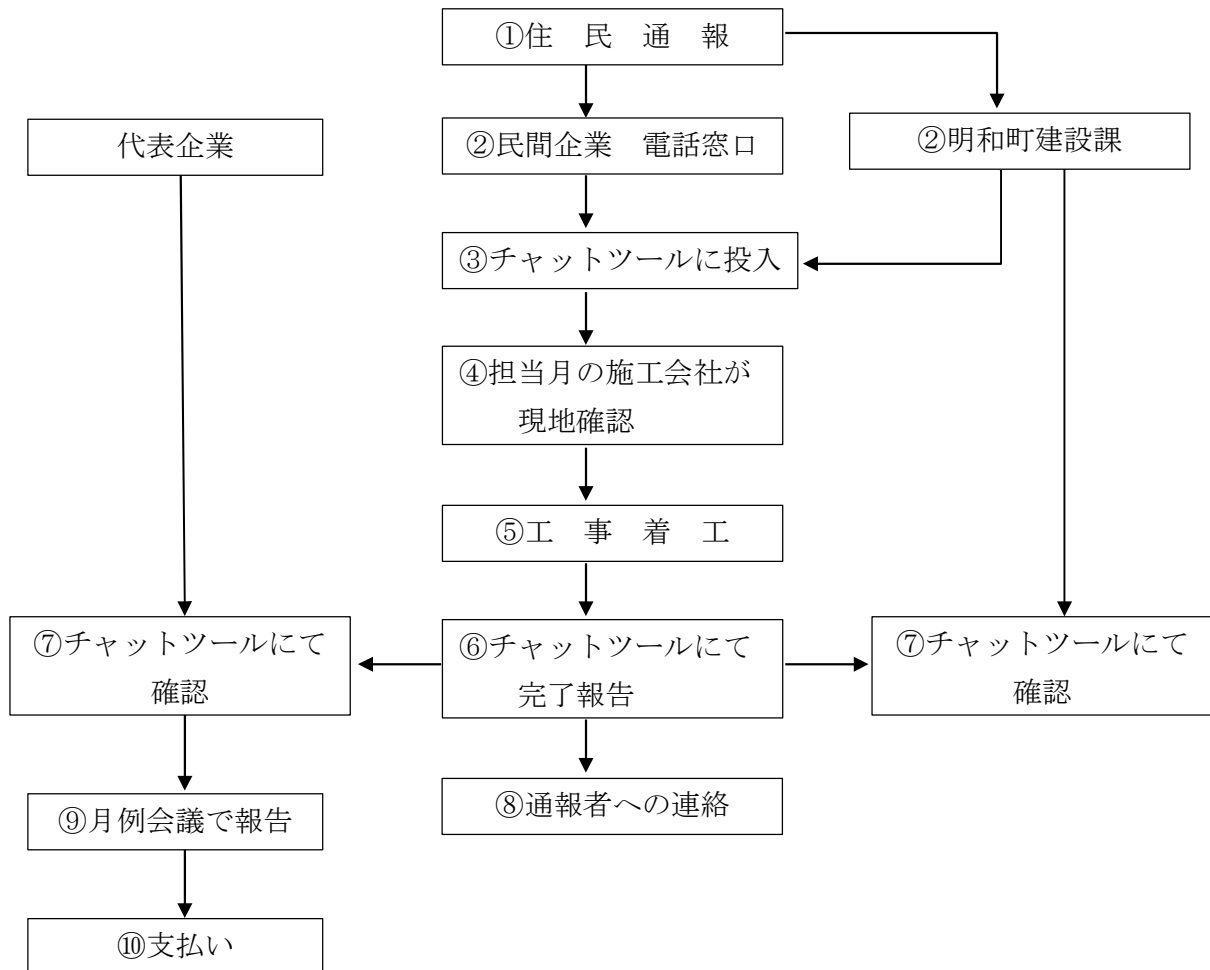 ①住　民　通　報
代表企業
②民間企業　電話窓口
②明和町建設課
③チャットツールに投入
④担当月の施工会社が
現地確認
⑤工　事　着　工
⑦チャットツールにて
確認
⑥チャットツールにて
完了報告
⑦チャットツールにて
確認
⑨月例会議で報告
⑧通報者への連絡
⑩支払い